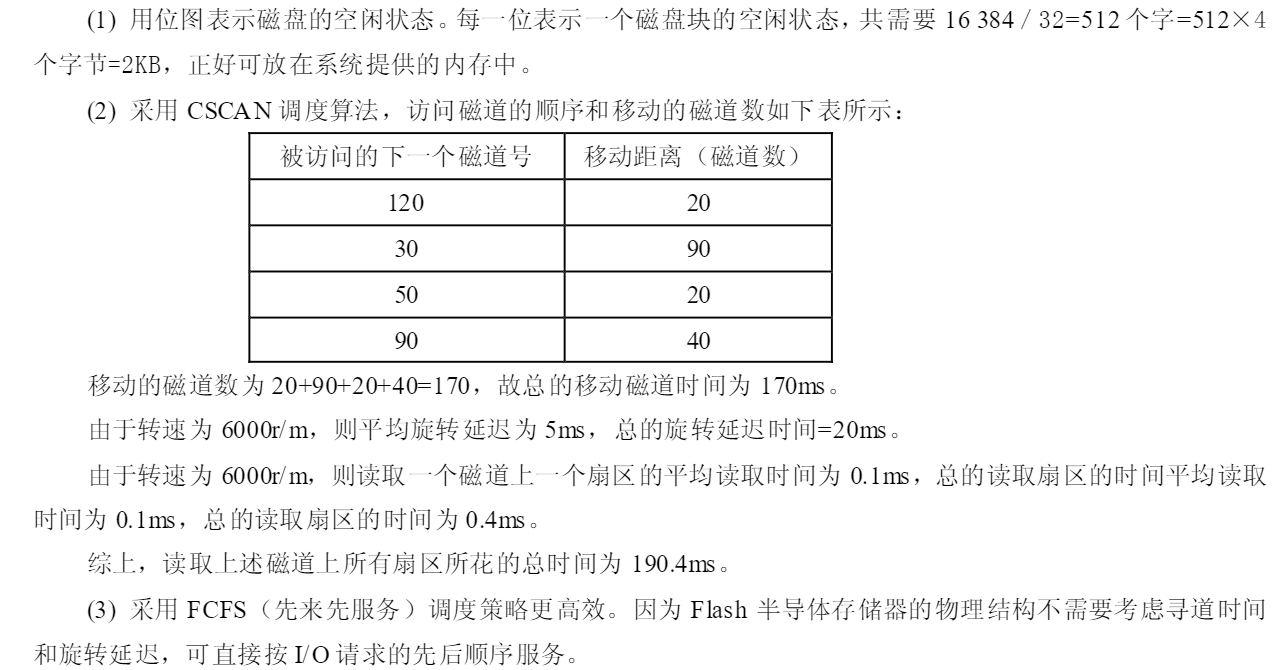 (1) 用位图表示磁盘的空闲状态。每一位表示一个磁盘块的空闲状态，共需要 16 384 / 32=512 个字=512×4
个字节=2KB，正好可放在系统提供的内存中。
(2) 采用 CSCAN 调度算法，访问磁道的顺序和移动的磁道数如下表所示：
被访问的下一个磁道号 移动距离（磁道数）
120 20
30 90
50 20
90 40
移动的磁道数为 20+90+20+40=170，故总的移动磁道时间为 170ms。
由于转速为 6000r/m，则平均旋转延迟为 5ms，总的旋转延迟时间=20ms。
由于转速为 6000r/m，则读取一个磁道上一个扇区的平均读取时间为 0.1ms，总的读取扇区的时间平均读取
时间为 0.1ms，总的读取扇区的时间为 0.4ms。
综上，读取上述磁道上所有扇区所花的总时间为 190.4ms。
(3) 采用 FCFS（先来先服务）调度策略更高效。因为 Flash 半导体存储器的物理结构不需要考虑寻道时间
和旋转延迟，可直接按 I/O 请求的先后顺序服务。